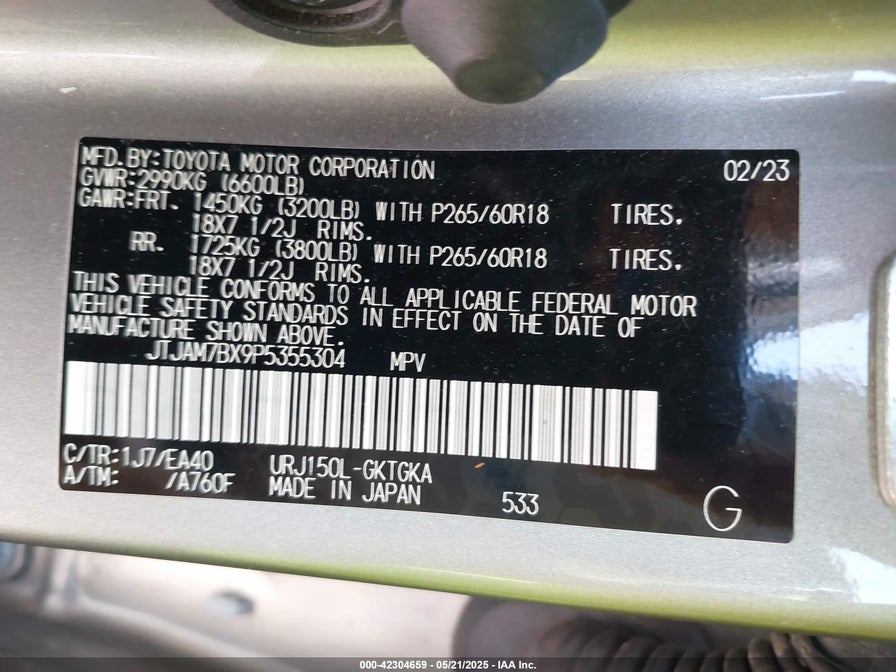 MFD.BY:TOYOTA MOTOR CORPORATION 02/23
GVWR:2990KG (6600LB)
GAWR:FRT. 1450KG (3200LB) WITH P265/60R18 TIRES.
18X7 1/2J RIMS.
RR. 1725KG (3800LB) WITH P265/60R18 TIRES.
18X7 1/2J RIMS.
THIS VEHICLE CONFORMS TO ALL APPLICABLE FEDERAL MOTOR
VEHICLE SAFETY STANDARDS IN EFFECT ON THE DATE OF
MANUFACTURE SHOWN ABOVE.
JTJAM7BX9P5355304 MPV
C/TR:1J7/EA40 URJ150L-GKTGKA
A/TM: /A760F MADE IN JAPAN 533 G
000-42304659 - 05/21/2025 - IAA Inc.